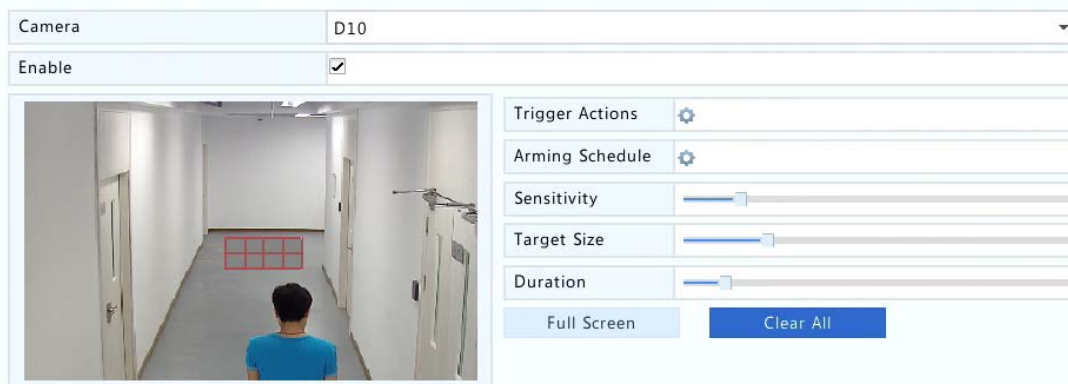 Camera D10
Enable
Trigger Actions
Arming Schedule
Sensitivity
Target Size
Duration
Full Screen Clear All